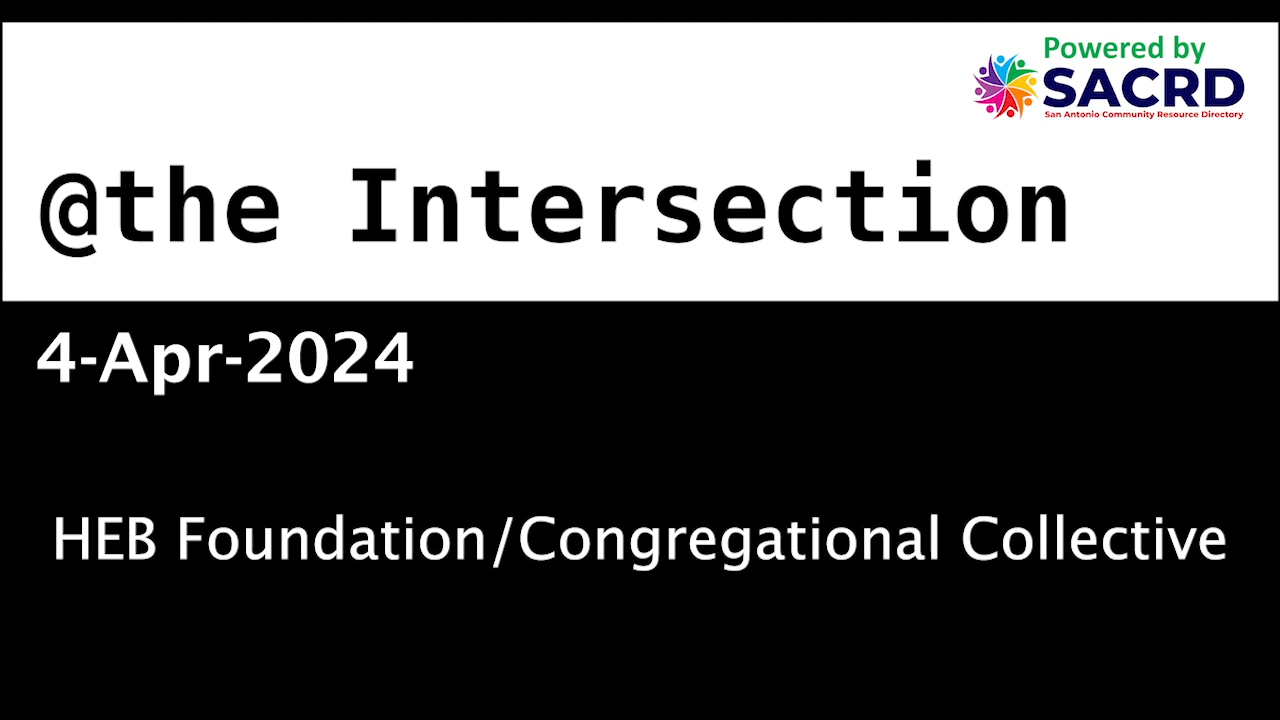 Powered by
SACRD
San Antonio Community Resource Directory
@the Intersection
4-Apr-2024
HEB Foundation/Congregational Collective